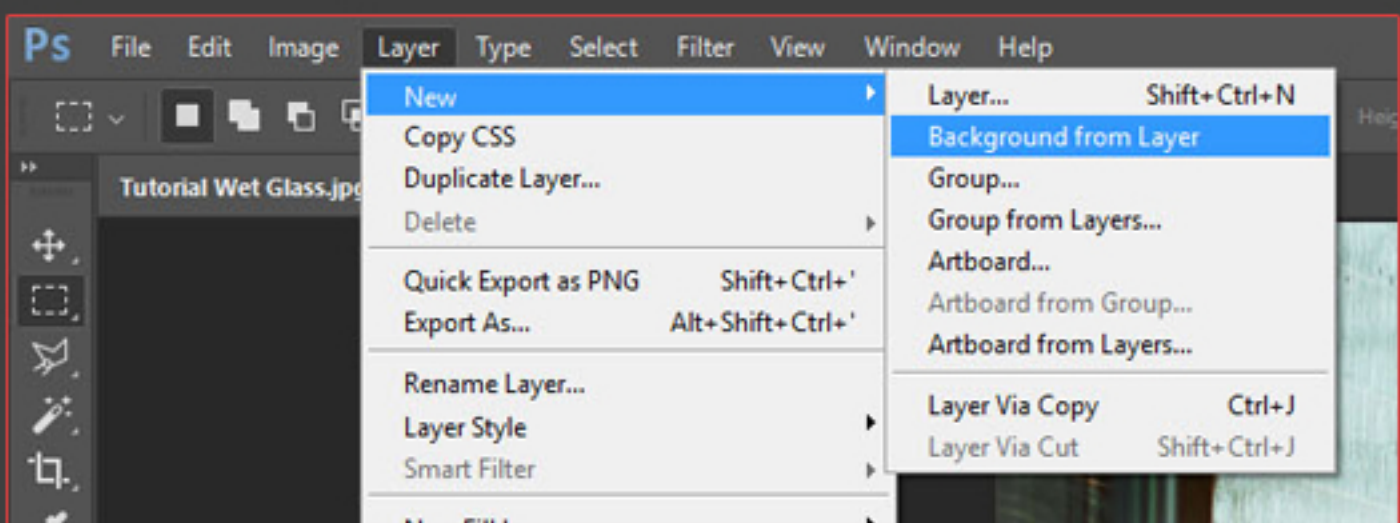 Ps File Edit Image Layer Type Select Filter View Window Help
Tutorial Wet Glass.jpg
New
Copy CSS
Duplicate Layer...
Delete
Quick Export as PNG Shift+Ctrl+'
Export As... Alt+Shift+Ctrl+'
Rename Layer...
Layer Style
Smart Filter
Layer... Shift+Ctrl+N
Background from Layer
Group...
Group from Layers...
Artboard...
Artboard from Group...
Artboard from Layers...
Layer Via Copy Ctrl+J
Layer Via Cut Shift+Ctrl+J